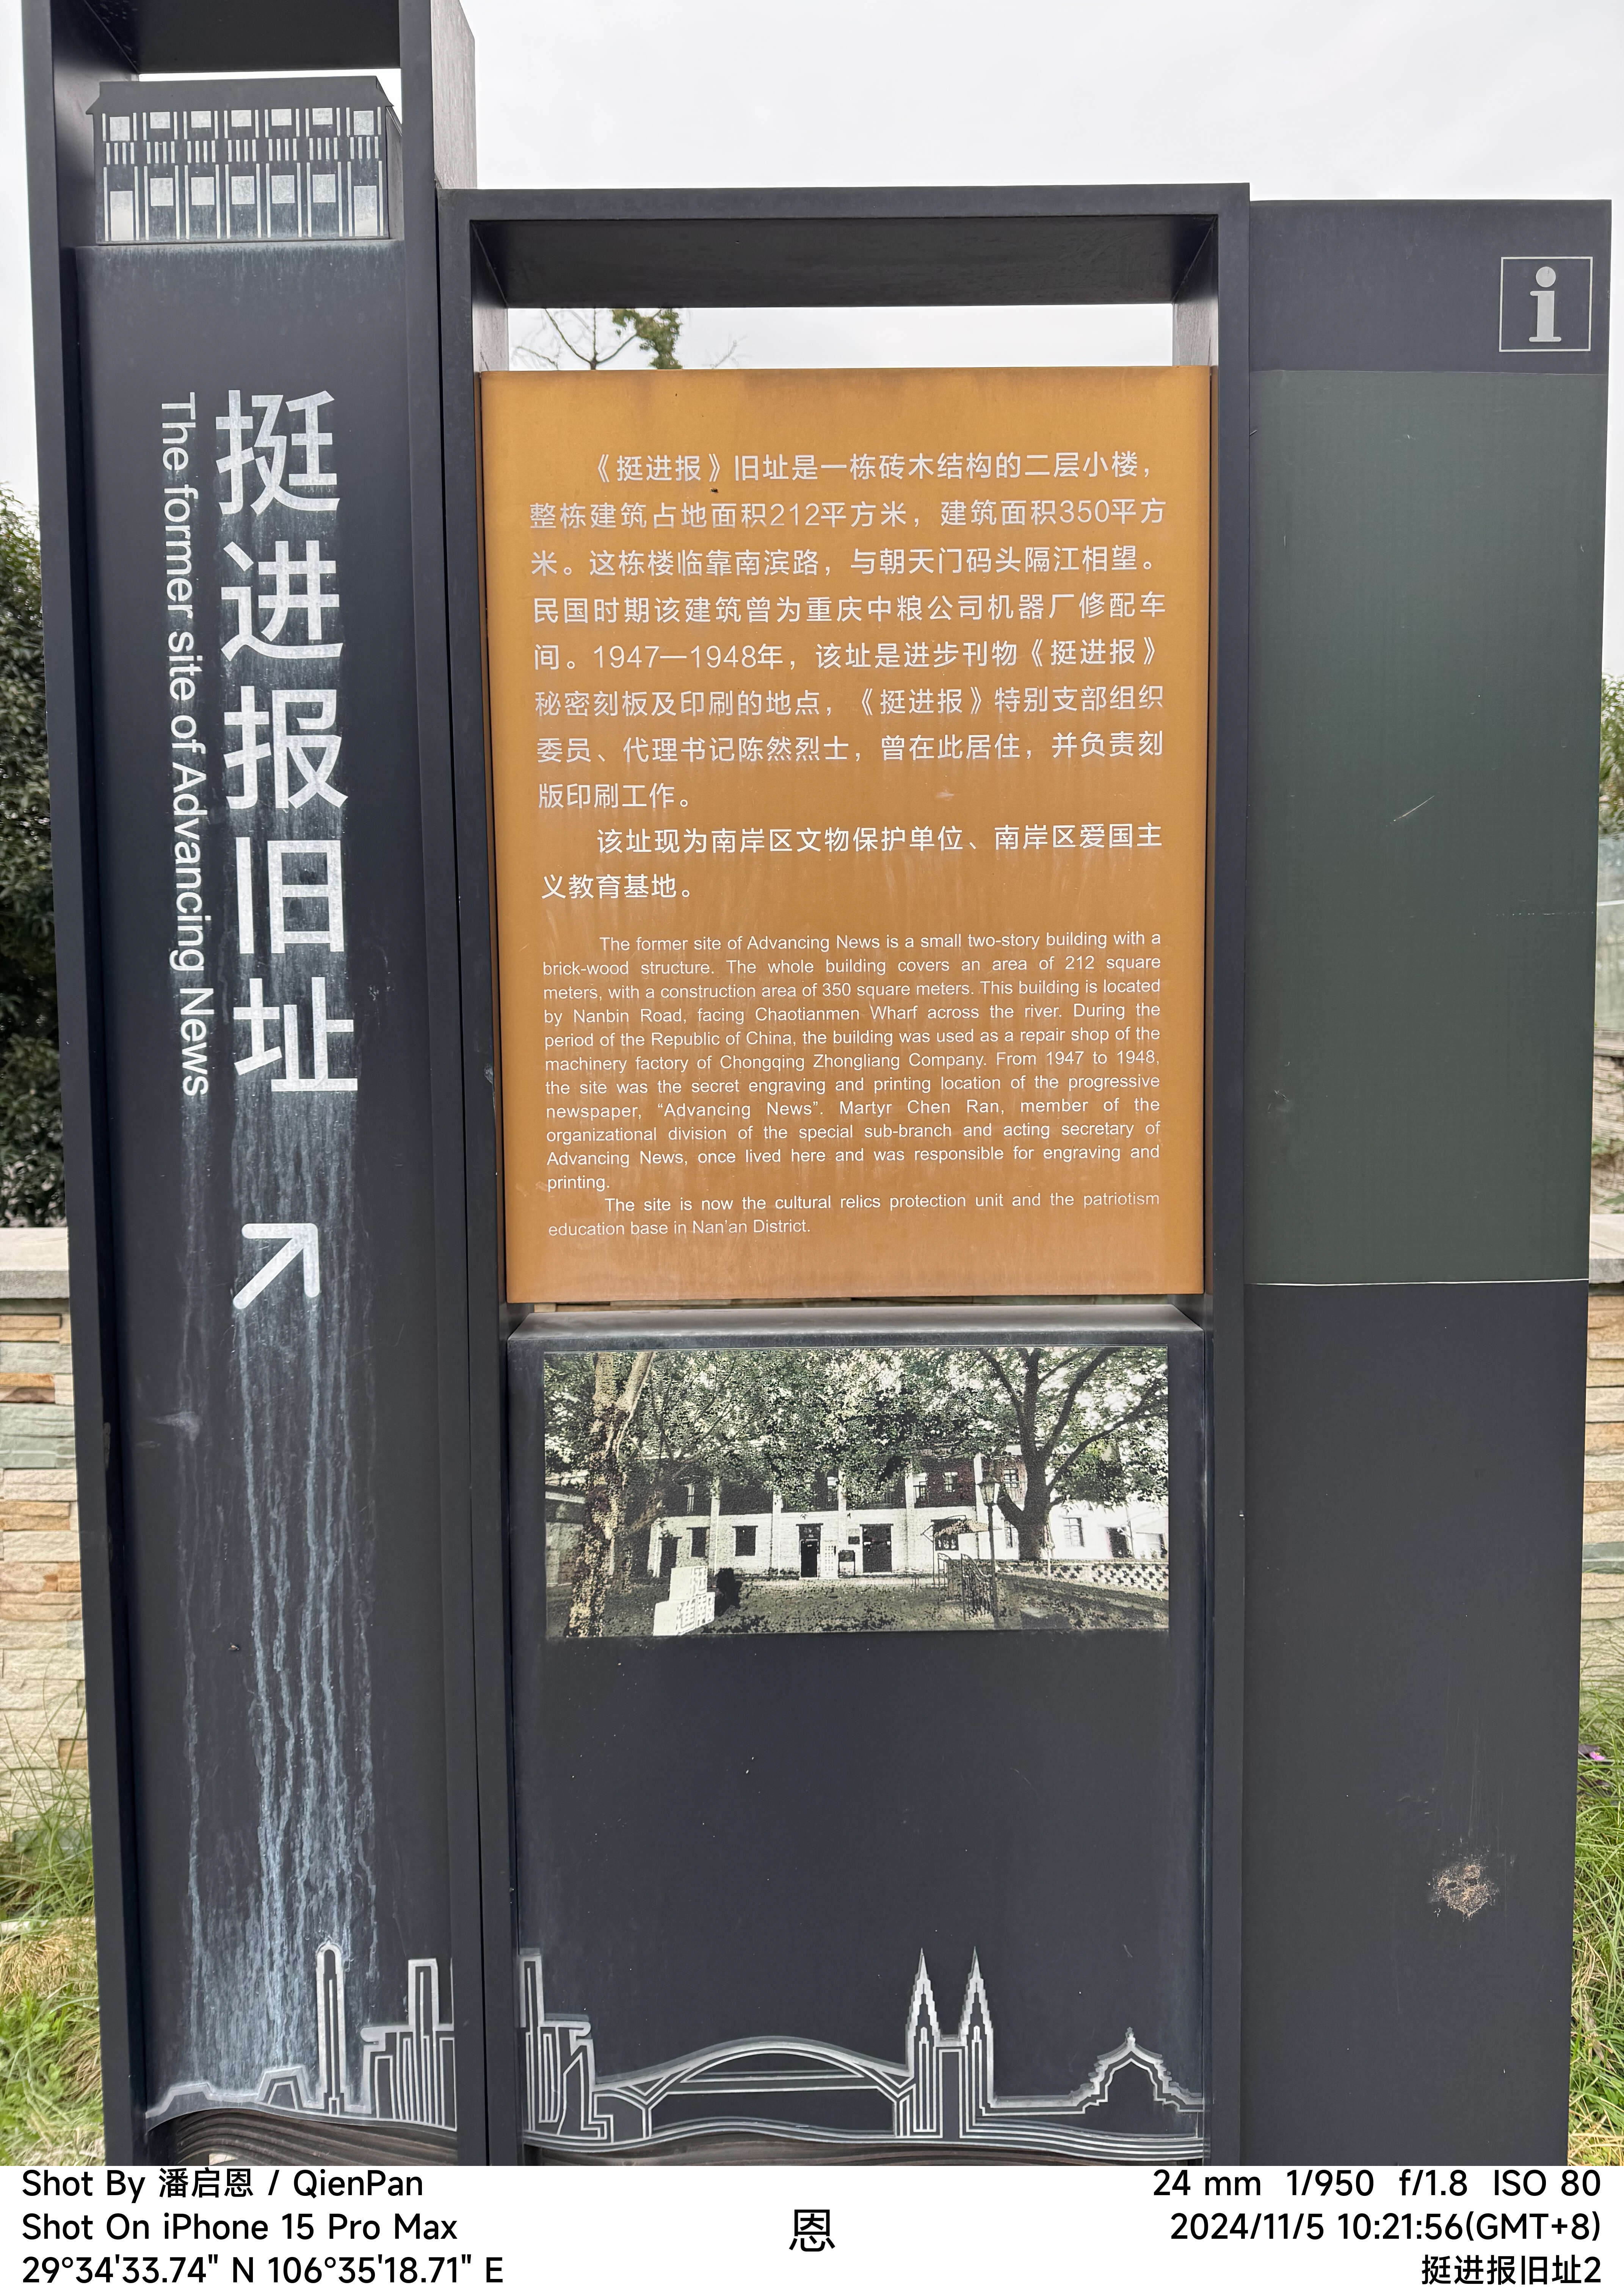 挺进报旧址
The former site of Advancing News
《挺进报》旧址是一栋砖木结构的二层小楼，
整栋建筑占地面积212平方米，建筑面积350平方
米。这栋楼临靠南滨路，与朝天门码头隔江相望。
民国时期该建筑曾为重庆中粮公司机器厂修配车
间。1947—1948年，该址是进步刊物《挺进报》
秘密刻板及印刷的地点，《挺进报》特别支部组织
委员、代理书记陈然烈士，曾在此居住，并负责刻
版印刷工作。
该址现为南岸区文物保护单位、南岸区爱国主
义教育基地。
The former site of Advancing News is a small two-story building with a
brick-wood structure. The whole building covers an area of 212 square
meters, with a construction area of 350 square meters. This building is located
by Nanbin Road, facing Chaotianmen Wharf across the river. During the
period of the Republic of China, the building was used as a repair shop of the
machinery factory of Chongqing Zhongliang Company. From 1947 to 1948,
the site was the secret engraving and printing location of the progressive
newspaper, “Advancing News”. Martyr Chen Ran, member of the
organizational division of the special sub-branch and acting secretary of
Advancing News, once lived here and was responsible for engraving and
printing.
The site is now the cultural relics protection unit and the patriotism
education base in Nan'an District.
i
Shot By 潘启恩 / QienPan
Shot On iPhone 15 Pro Max
29°34'33.74" N 106°35'18.71" E
恩
24 mm 1/950 f/1.8 ISO 80
2024/11/5 10:21:56(GMT+8)
挺进报旧址2